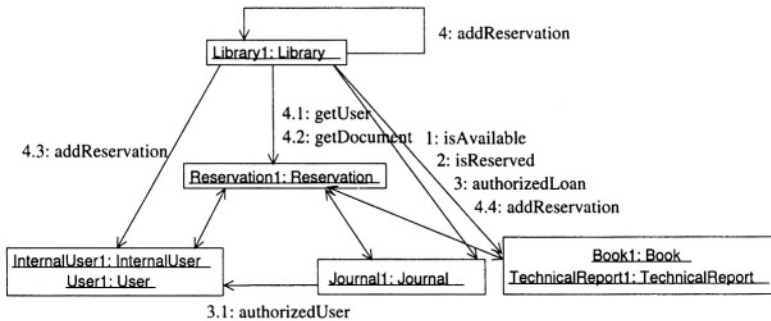 4: addReservation
Library1: Library
4.1: getUser
4.2: getDocument
4.3: addReservation
1: isAvailable
2: isReserved
3: authorizedLoan
4.4: addReservation
Reservation1: Reservation
InternalUser1: InternalUser
User1: User
Journal1: Journal
Book1: Book
TechnicalReport1: TechnicalReport
3.1: authorizedUser